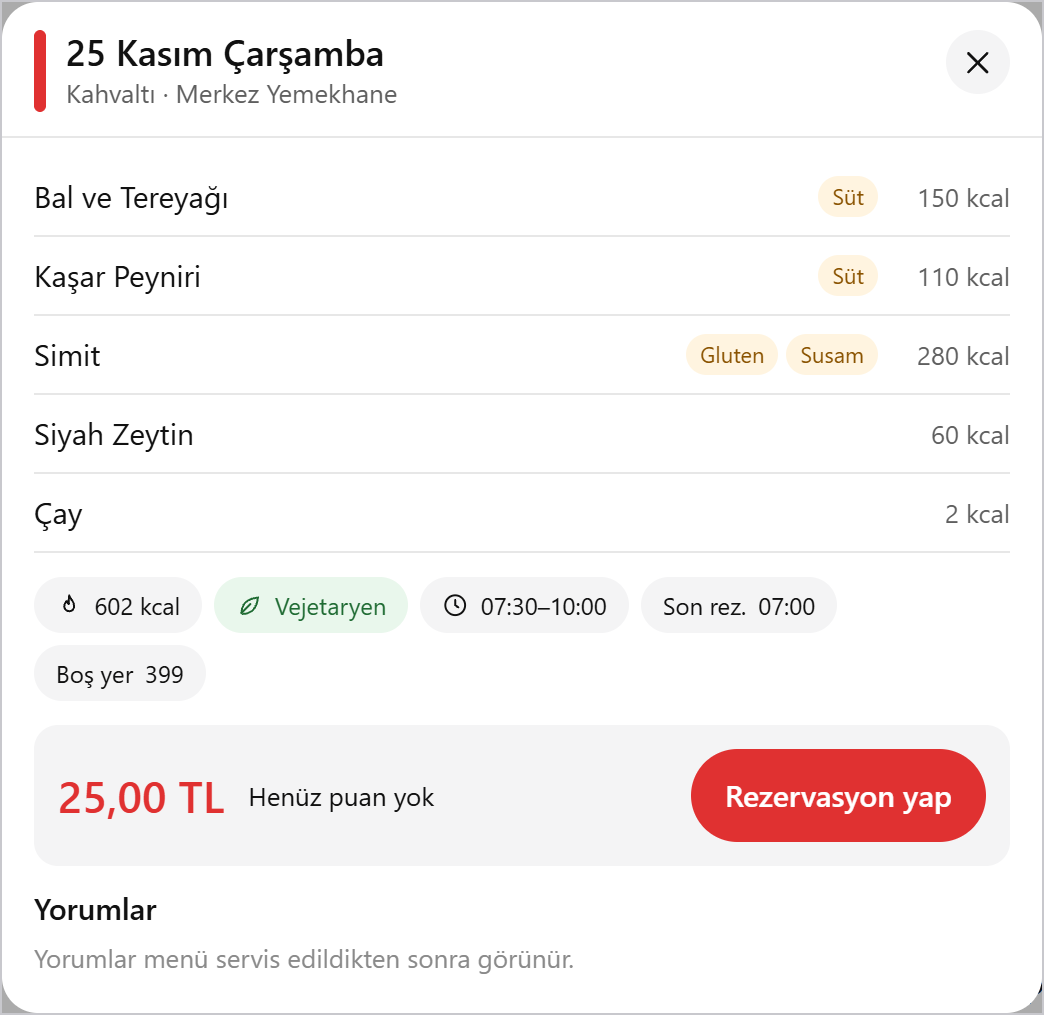 25 Kasım Çarşamba
Kahvaltı · Merkez Yemekhane
Bal ve Tereyağı Süt 150 kcal
Kaşar Peyniri Süt 110 kcal
Simit Gluten Susam 280 kcal
Siyah Zeytin 60 kcal
Çay 2 kcal
602 kcal Vejetaryen 07:30–10:00 Son rez. 07:00
Boş yer 399
25,00 TL Henüz puan yok Rezervasyon yap
Yorumlar
Yorumlar menü servis edildikten sonra görünür.